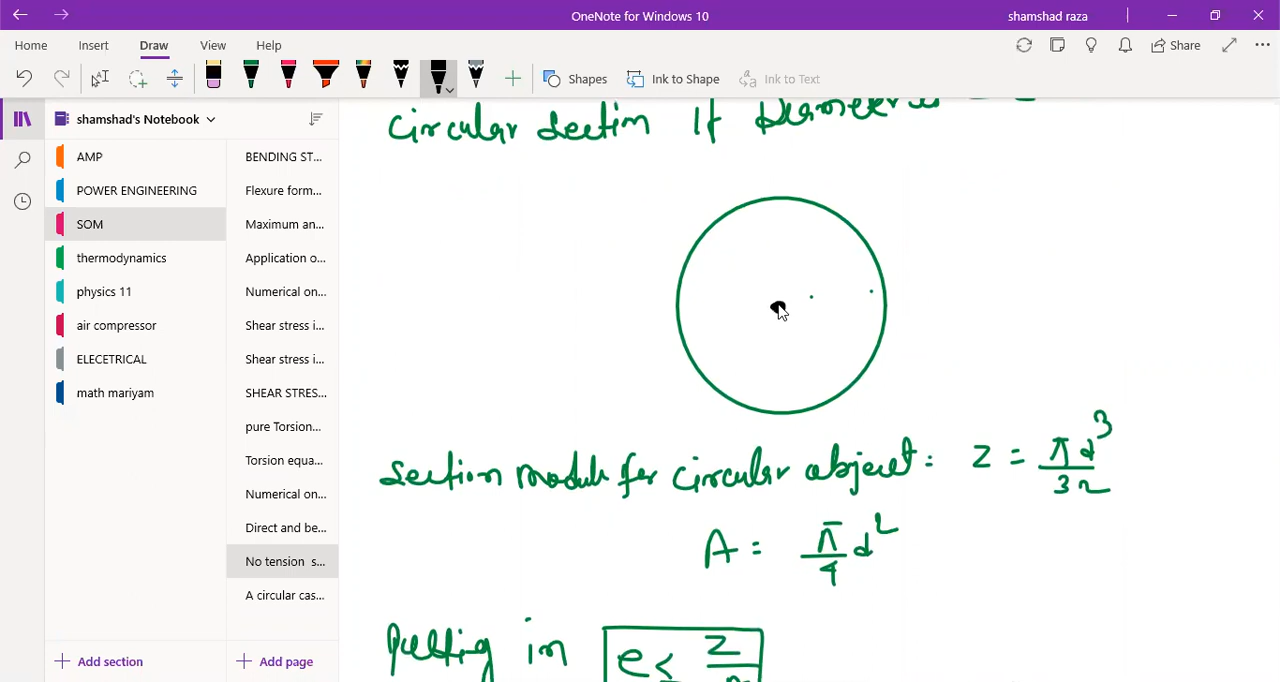 OneNote for Windows 10
shamshad raza
Home Insert Draw View Help
Share
Shapes Ink to Shape Ink to Text
shamshad's Notebook
AMP
POWER ENGINEERING
SOM
thermodynamics
physics 11
air compressor
ELECETRICAL
math mariyam
Add section
BENDING ST...
Flexure form...
Maximum an...
Application o...
Numerical on...
Shear stress i...
Shear stress i...
SHEAR STRES...
pure Torsion...
Torsion equa...
Numerical on...
Direct and be...
No tension s...
A circular cas...
Add page
circular section If Diameter
section moduls for circular object: Z = πd³/32
A = π/4 d²
Putting in e ≤ Z/